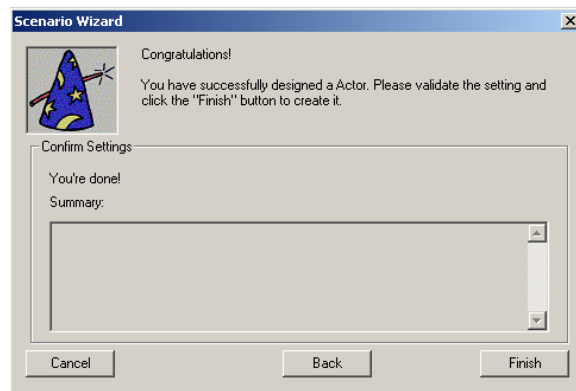 Scenario Wizard
Congratulations!
You have successfully designed a Actor. Please validate the setting and
click the "Finish" button to create it.
Confirm Settings
You're done!
Summary:
Cancel
Back
Finish